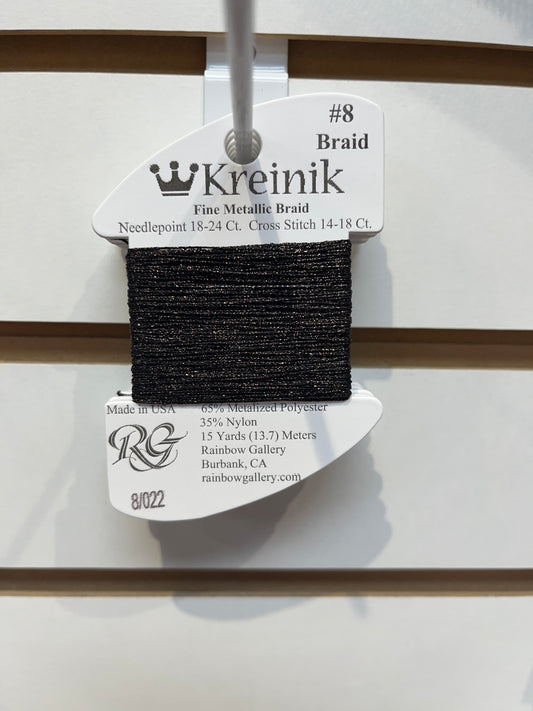 #8
Braid
Kreinik
Fine Metallic Braid
Needlepoint 18-24 Ct. Cross Stitch 14-18 Ct.
Made in USA 65% Metalized Polyester
35% Nylon
RG 15 Yards (13.7) Meters
Rainbow Gallery
Burbank, CA
rainbowgallery.com
8/022